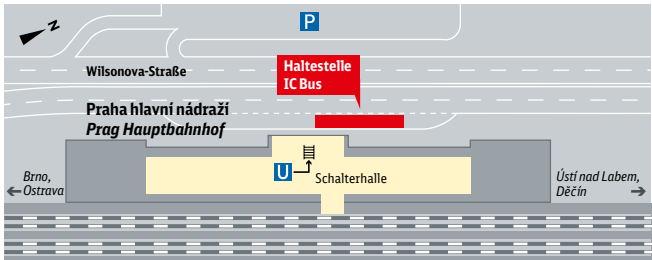 P
N
Wilsonova-Straße
Haltestelle
IC Bus
Praha hlavní nádraží
Prag Hauptbahnhof
U
Schalterhalle
Brno,
Ostrava
Ústí nad Labem,
Děčín